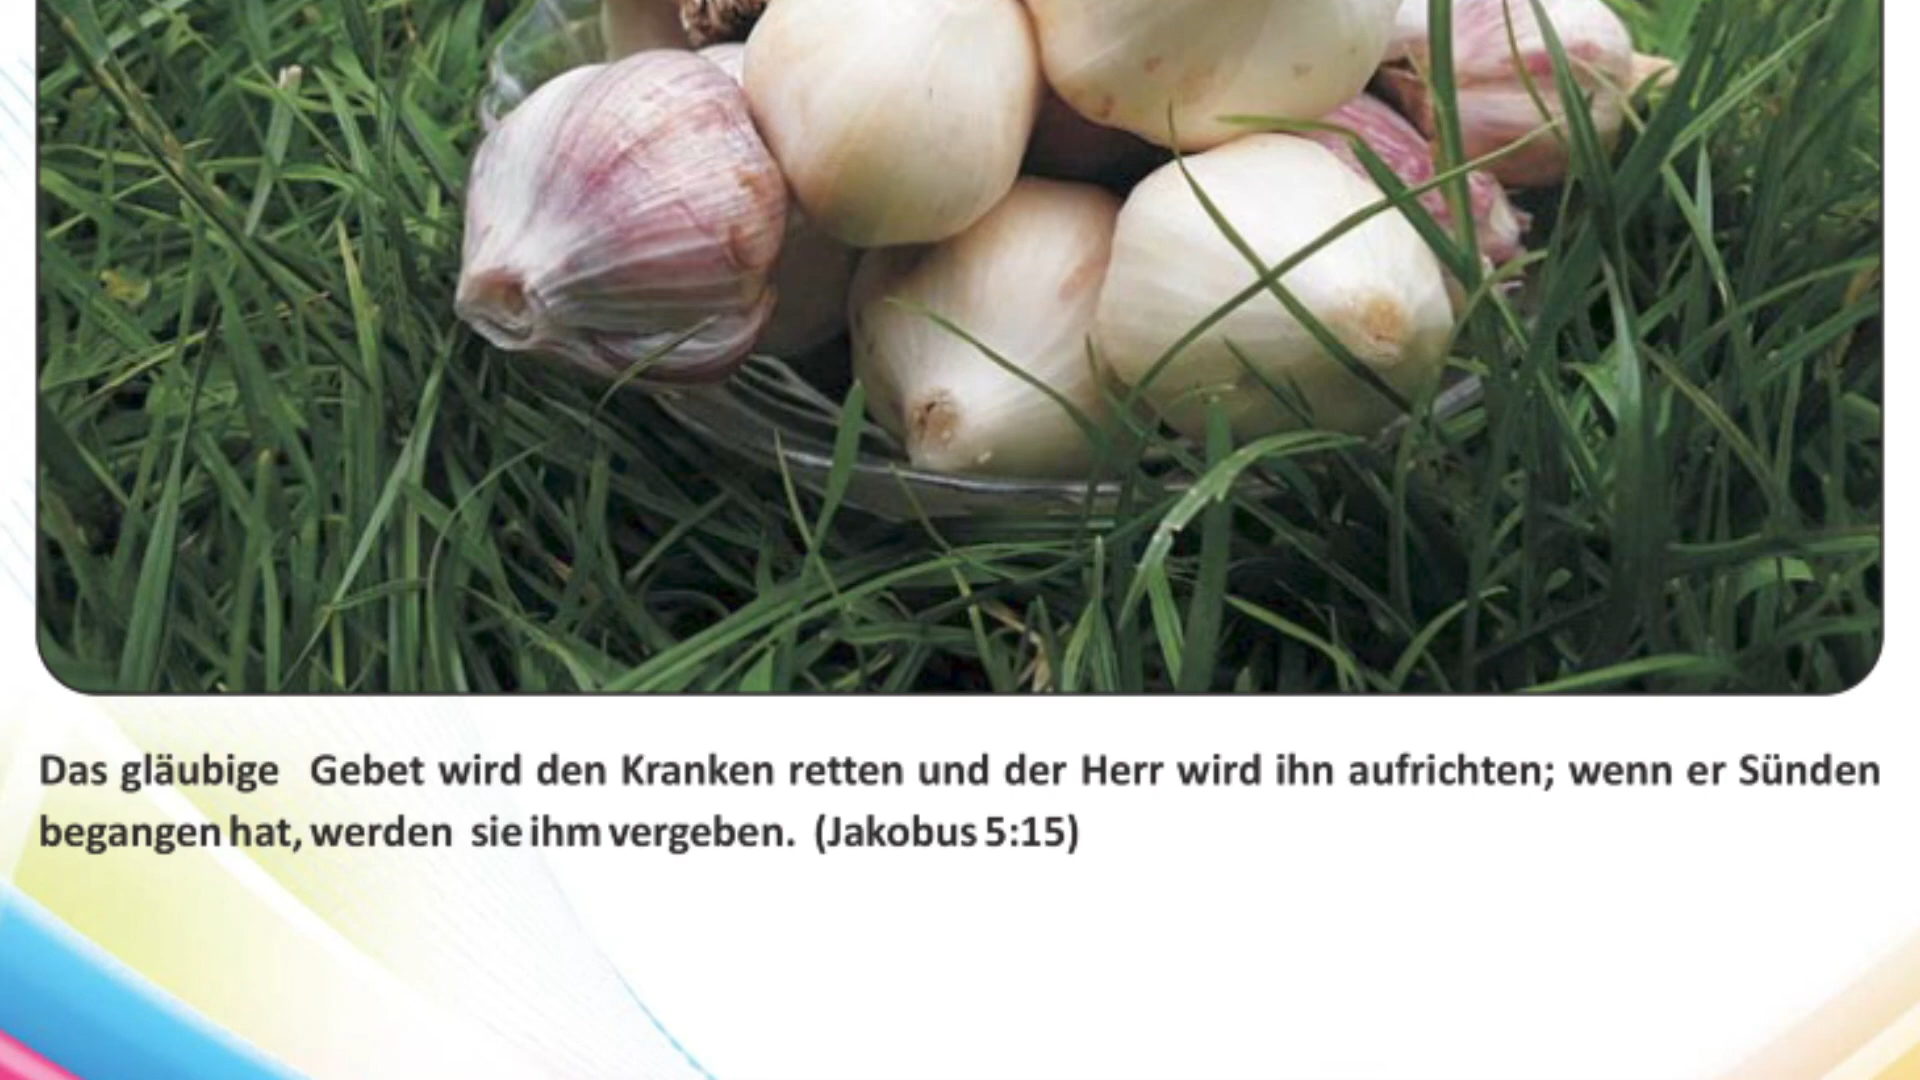 Das gläubige Gebet wird den Kranken retten und der Herr wird ihn aufrichten; wenn er Sünden
begangen hat, werden sie ihm vergeben. (Jakobus 5:15)